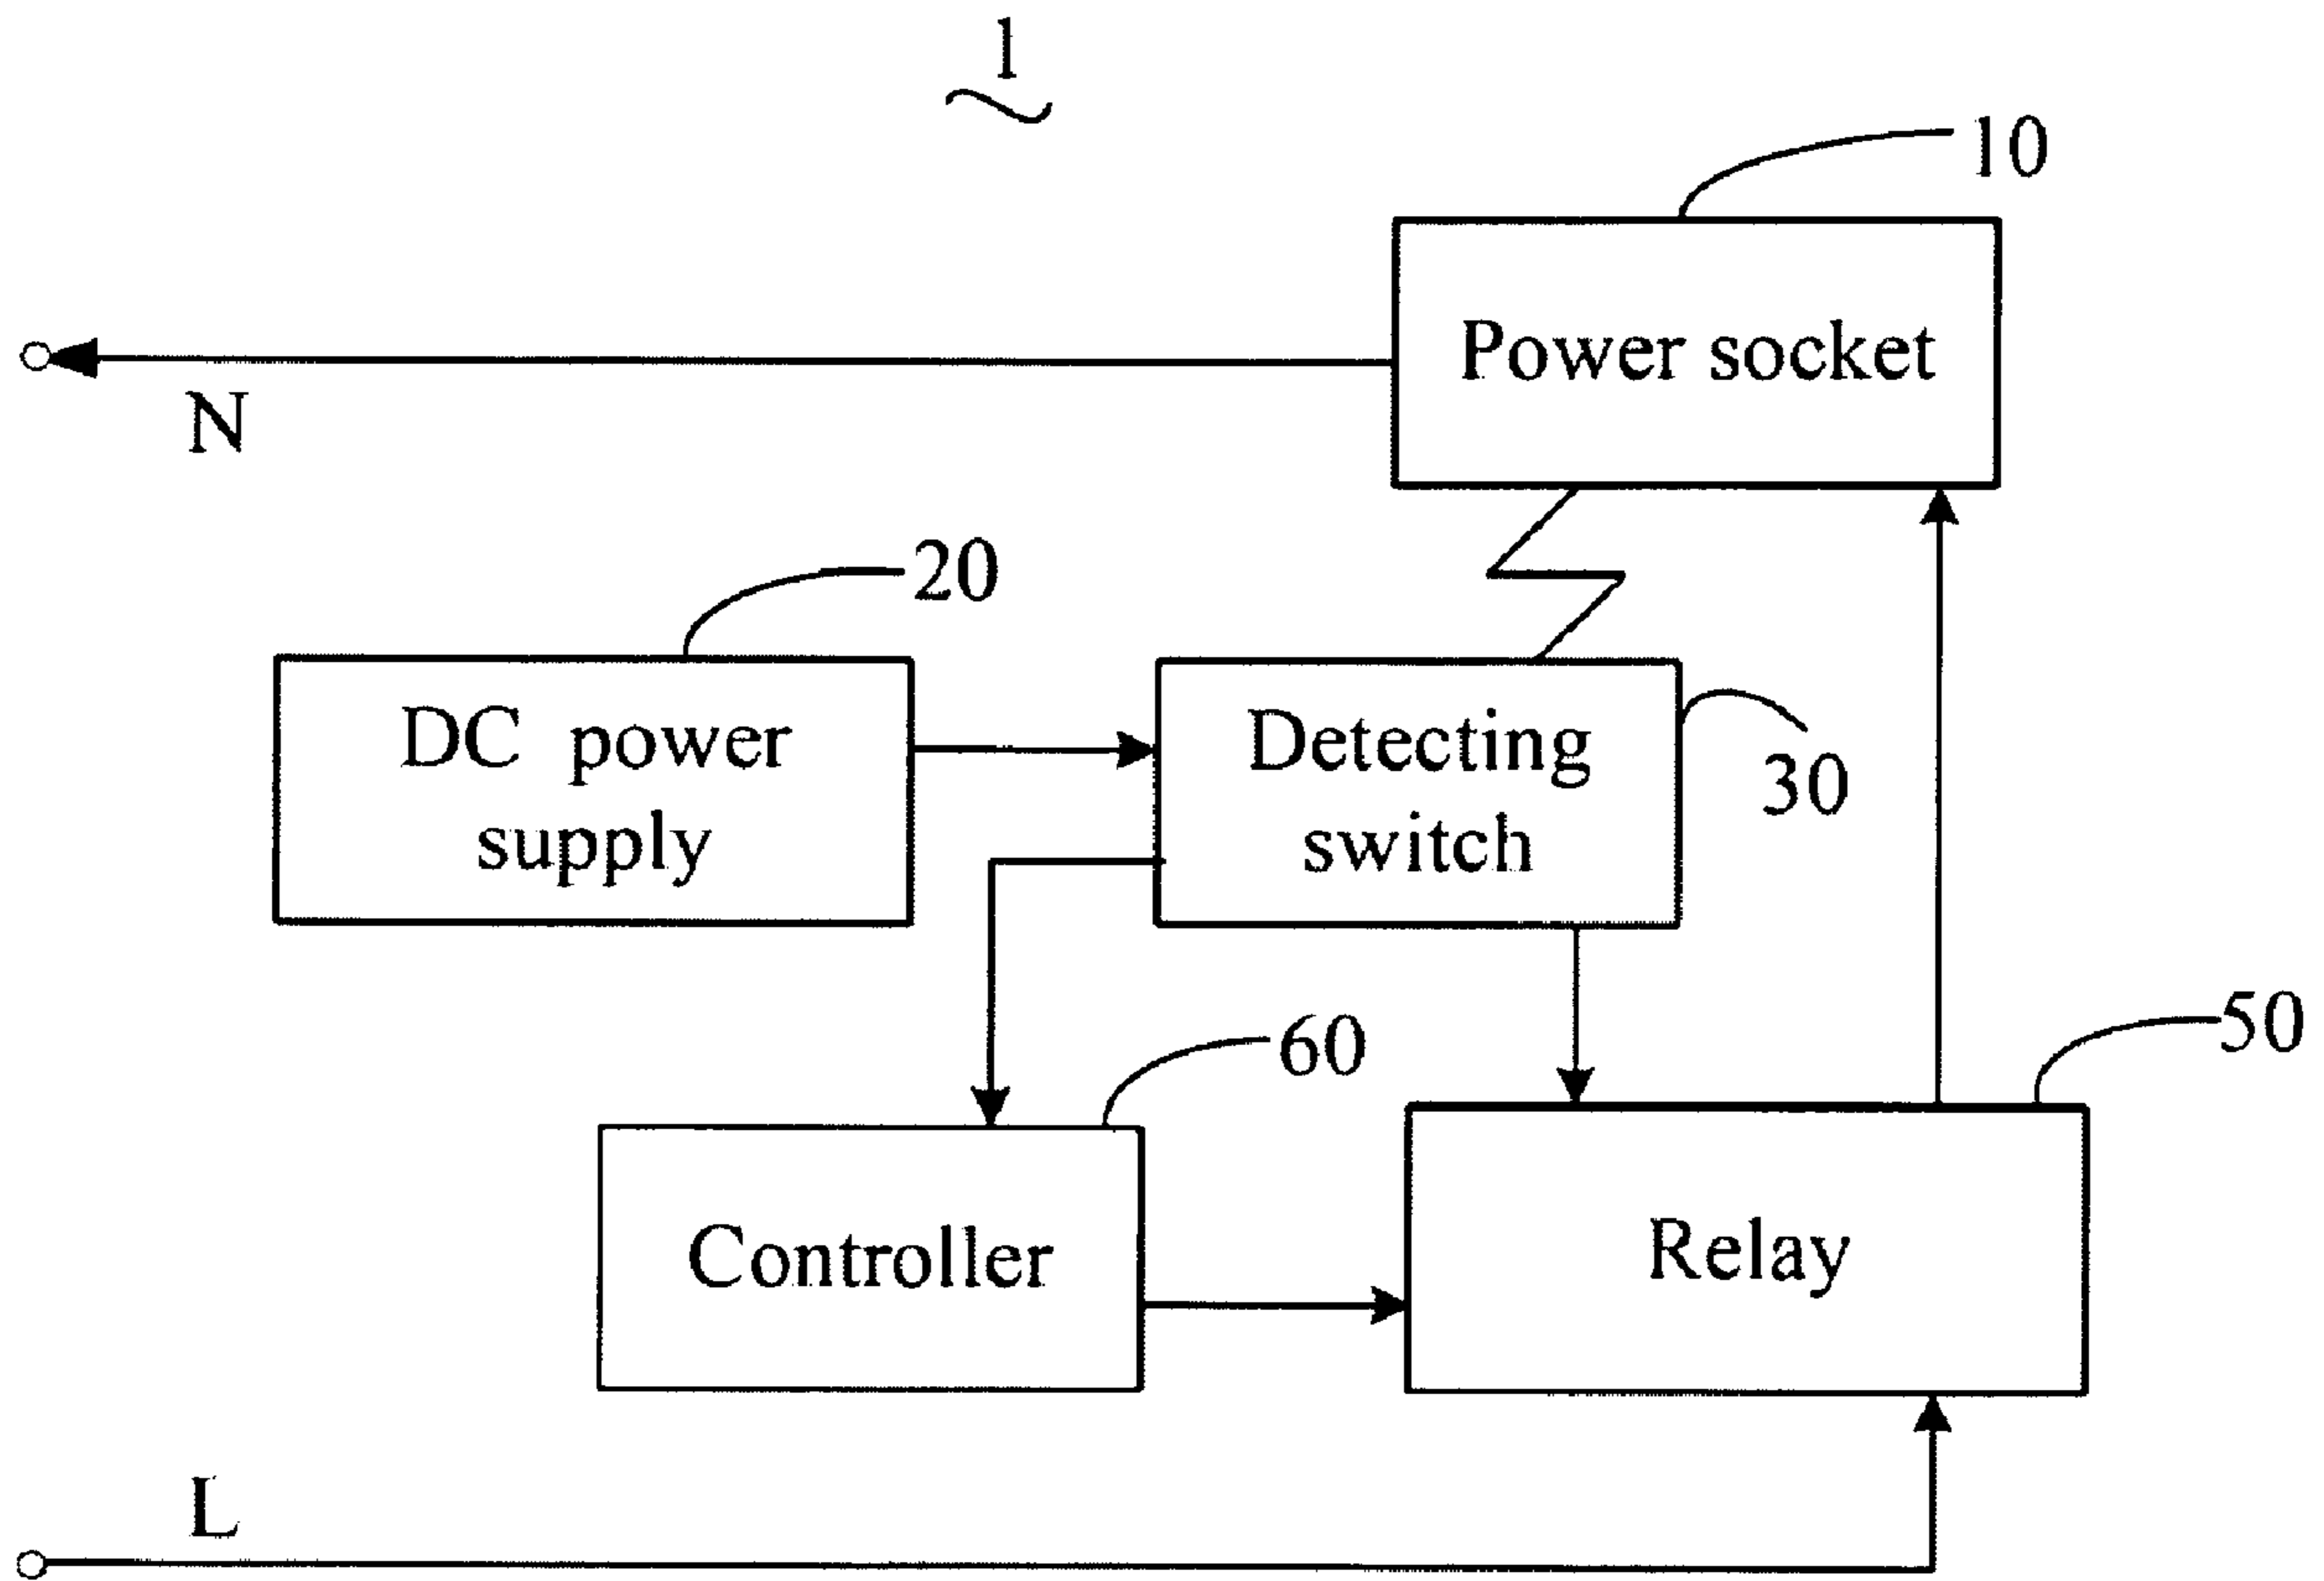 1
10
Power socket
N
20
DC power
supply
Detecting
switch
30
60
50
Controller
Relay
L